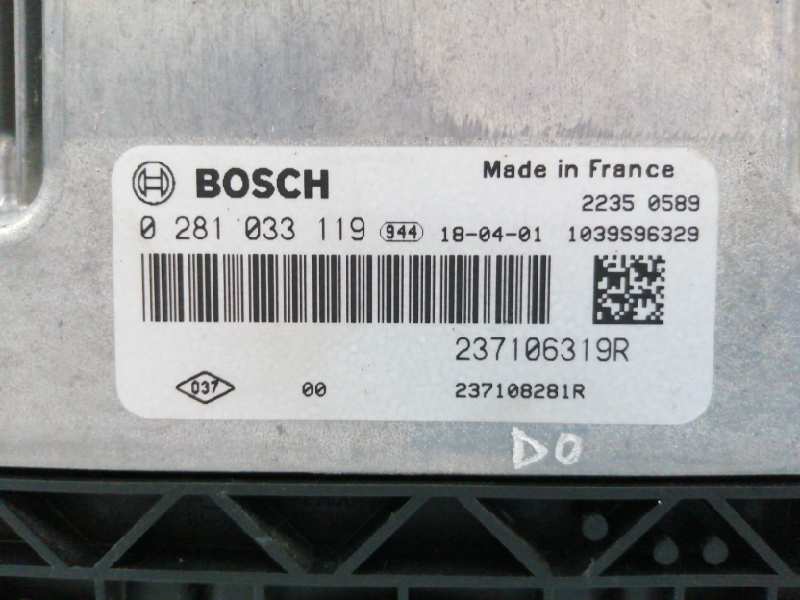 BOSCH
Made in France
2235 0589
0 281 033 119 944 18-04-01 1039S96329
237106319R
037 00 237108281R
DO